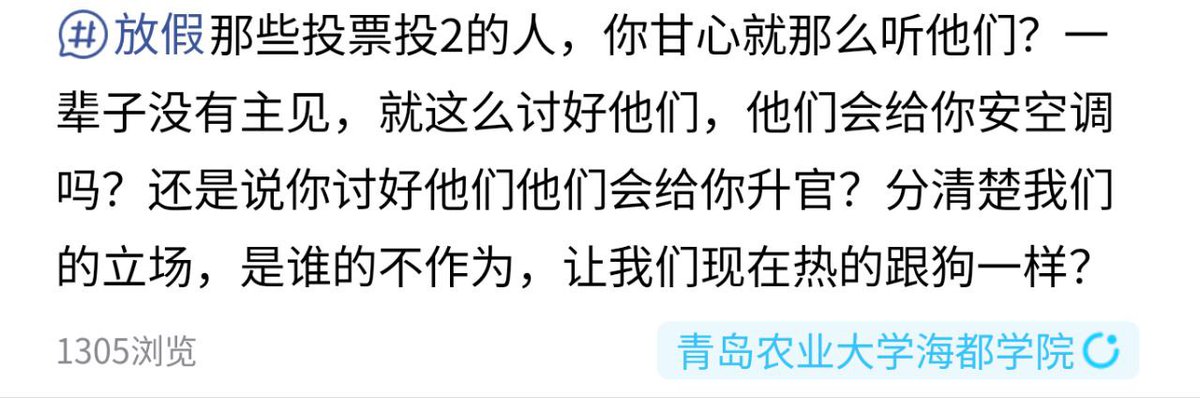 #放假那些投票投2的人，你甘心就那么听他们？一
辈子没有主见，就这么讨好他们，他们会给你安空调
吗？还是说你讨好他们他们会给你升官？分清楚我们
的立场，是谁的不作为，让我们现在热的跟狗一样？
1305浏览
青岛农业大学海都学院